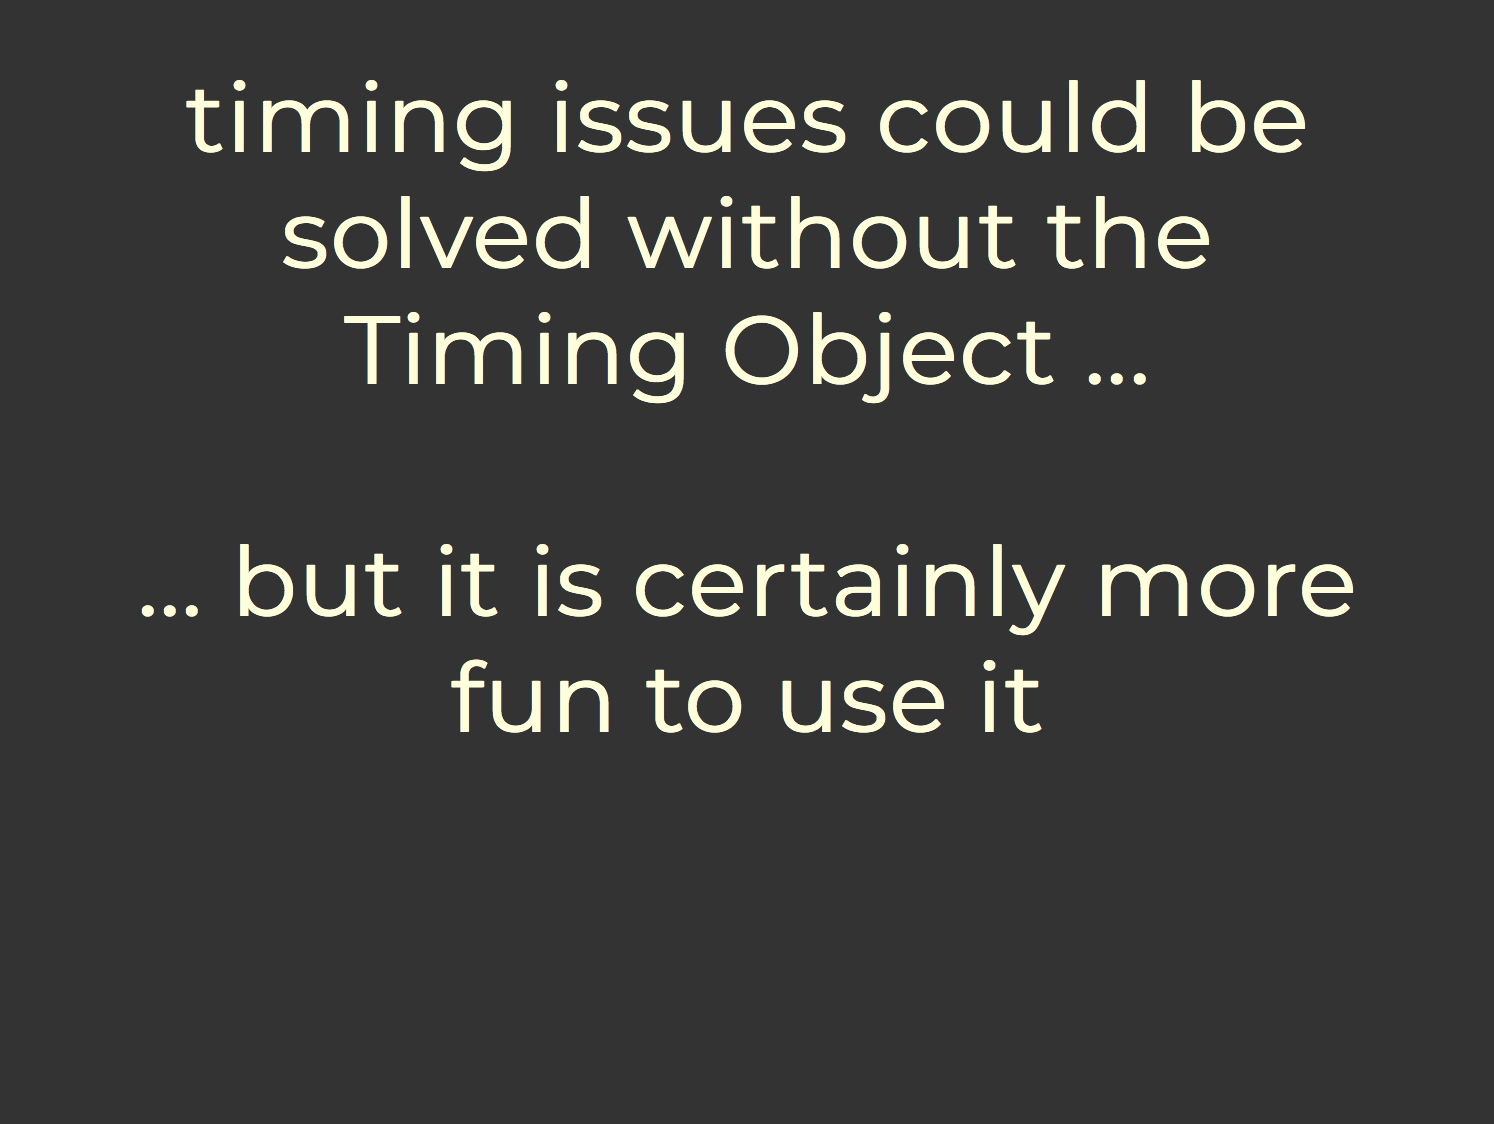 timing issues could be
solved without the
Timing Object ...
... but it is certainly more
fun to use it